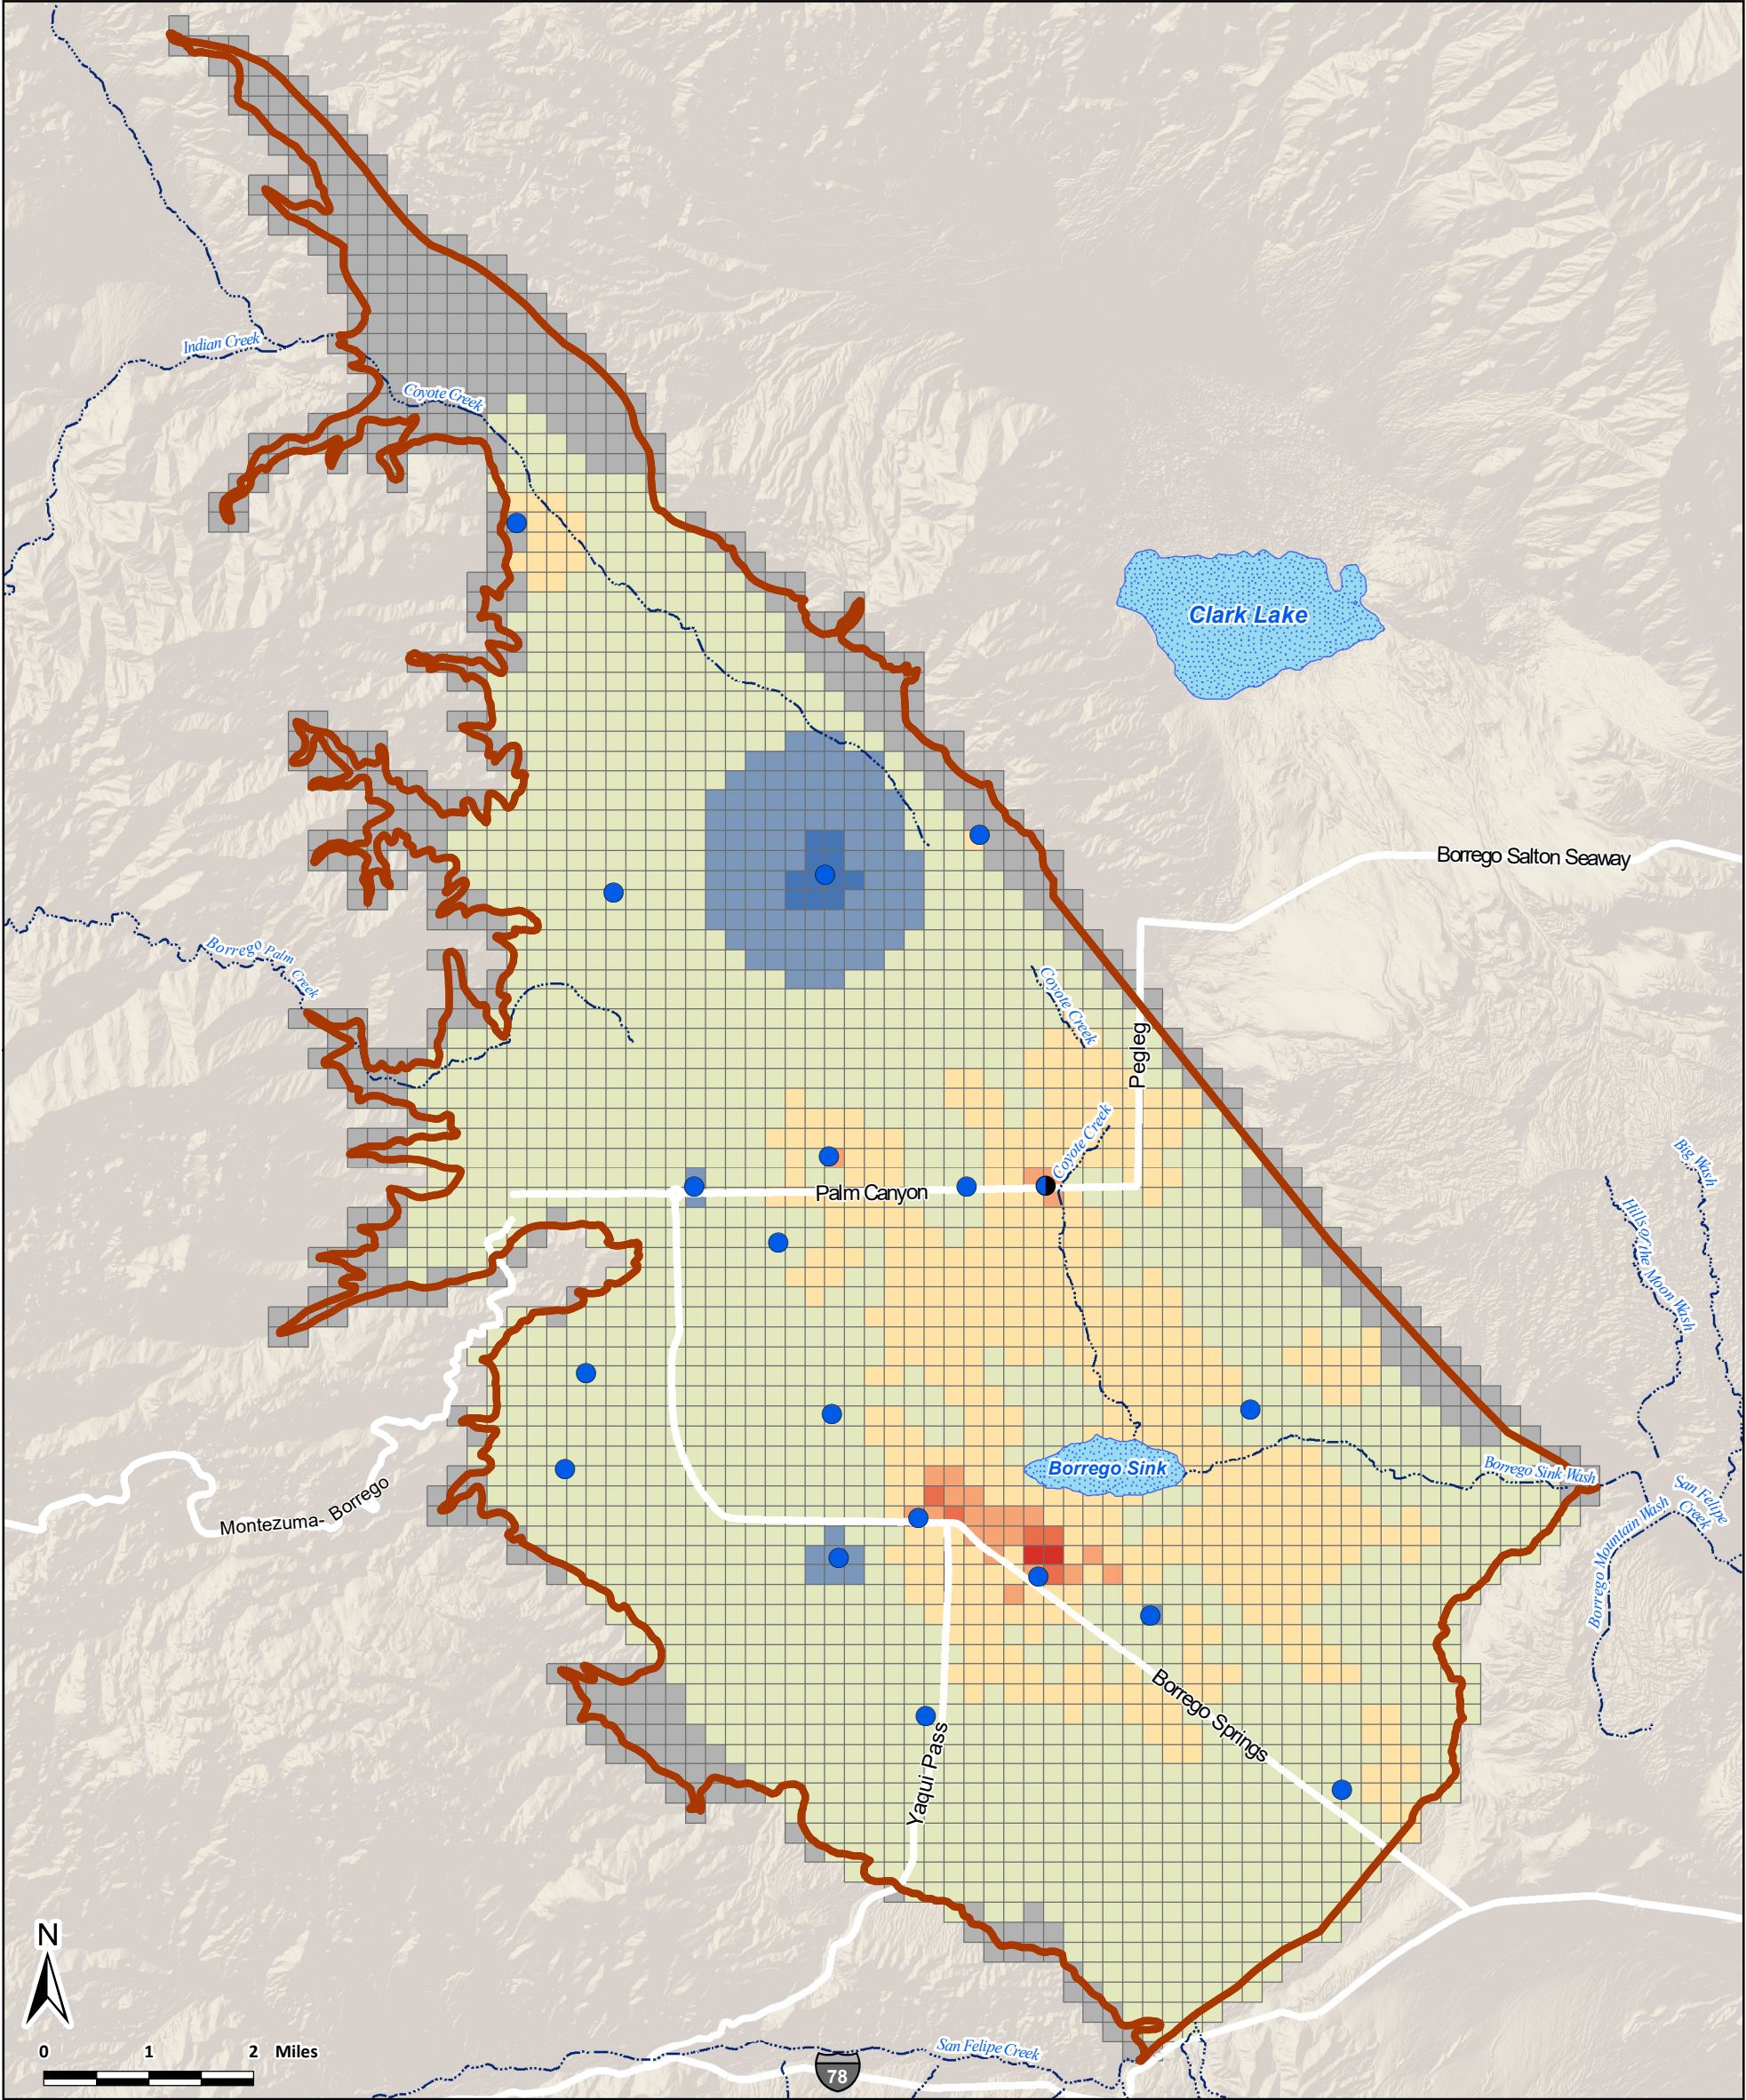 Indian Creek
Coyote Creek
Clark Lake
Borrego Salton Seaway
Borrego Palm
Creek
Coyote Creek
Pegleg
Coyote Creek
Palm Canyon
Big Wash
Hills of the Moon Wash
Borrego Sink
Borrego Sink Wash
San Felipe
Creek
Montezuma- Borrego
Borrego Mountain Wash
Borrego Springs
Yaqui Pass
N
0 1 2 Miles
San Felipe Creek
78